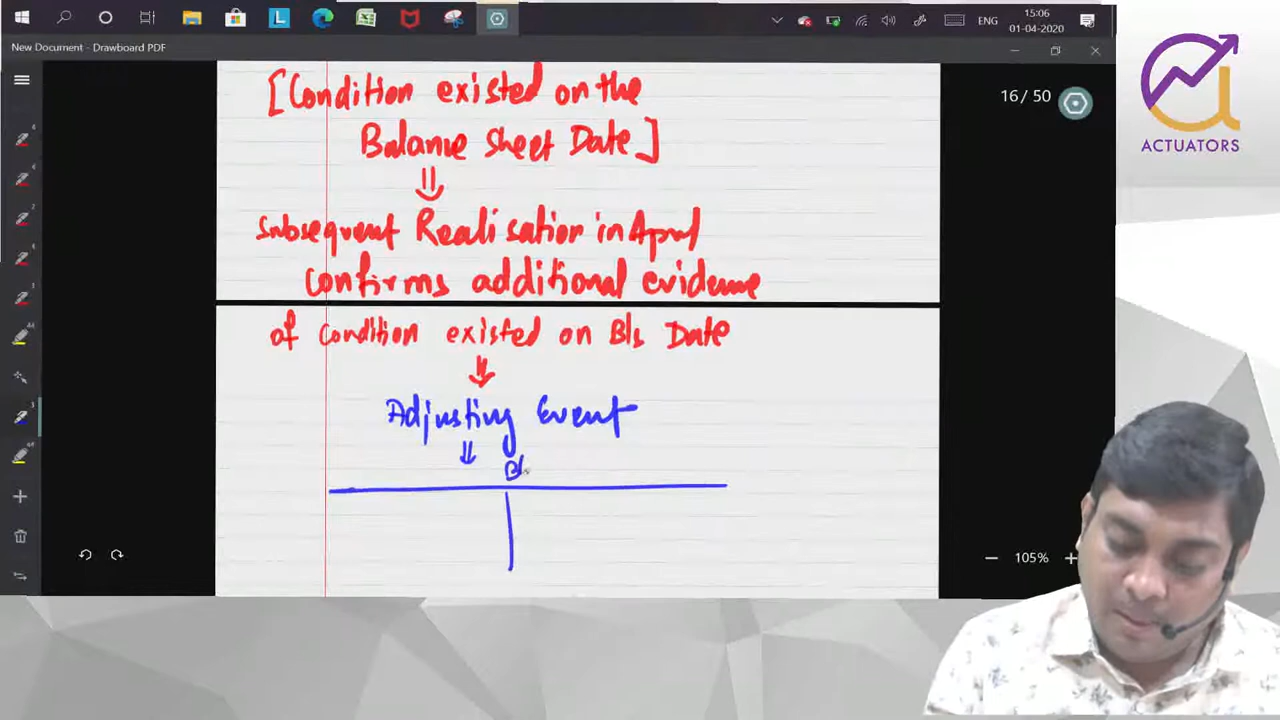 ENG
15:06
01-04-2020
New Document - Drawboard PDF
16 / 50
ACTUATORS
[Condition existed on the
Balance Sheet Date]
Subsequent Realisation in April
confirms additional evidence
of condition existed on B/s Date
Adjusting Event
B/
105%